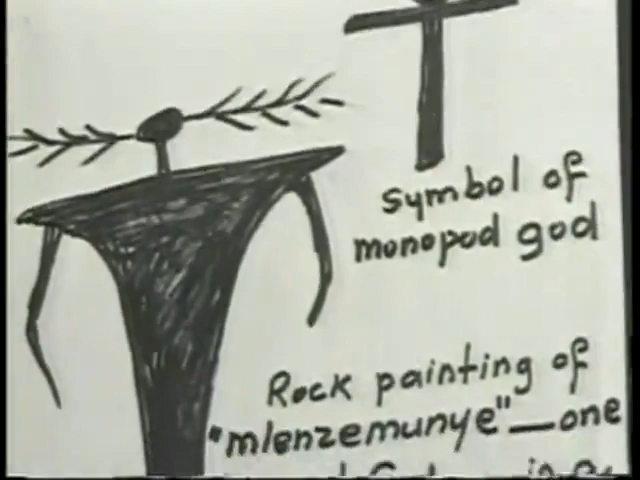 symbol of
monopod god
Rock painting of
"mlenzemunye"—one